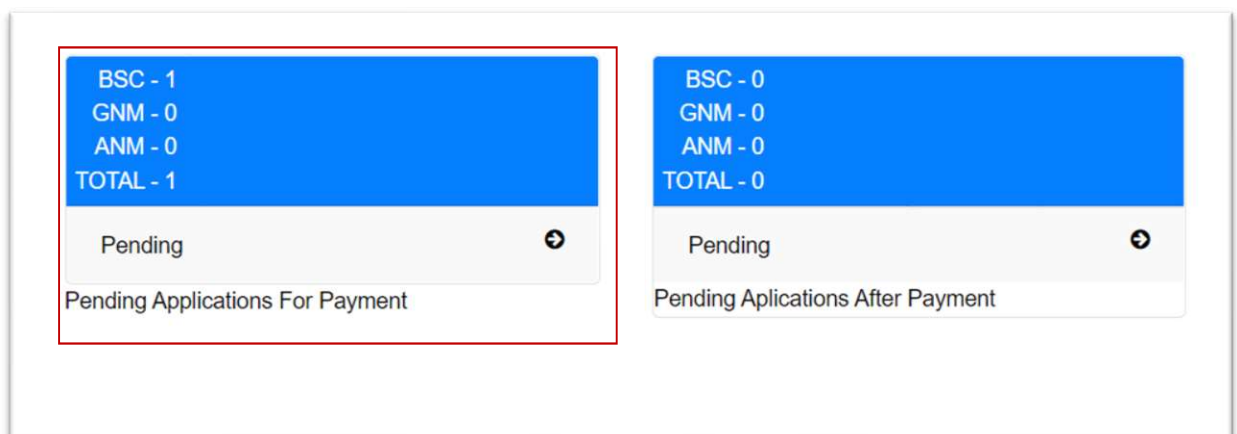 BSC - 1
GNM - 0
ANM - 0
TOTAL - 1
Pending
Pending Applications For Payment
BSC - 0
GNM - 0
ANM - 0
TOTAL - 0
Pending
Pending Aplications After Payment